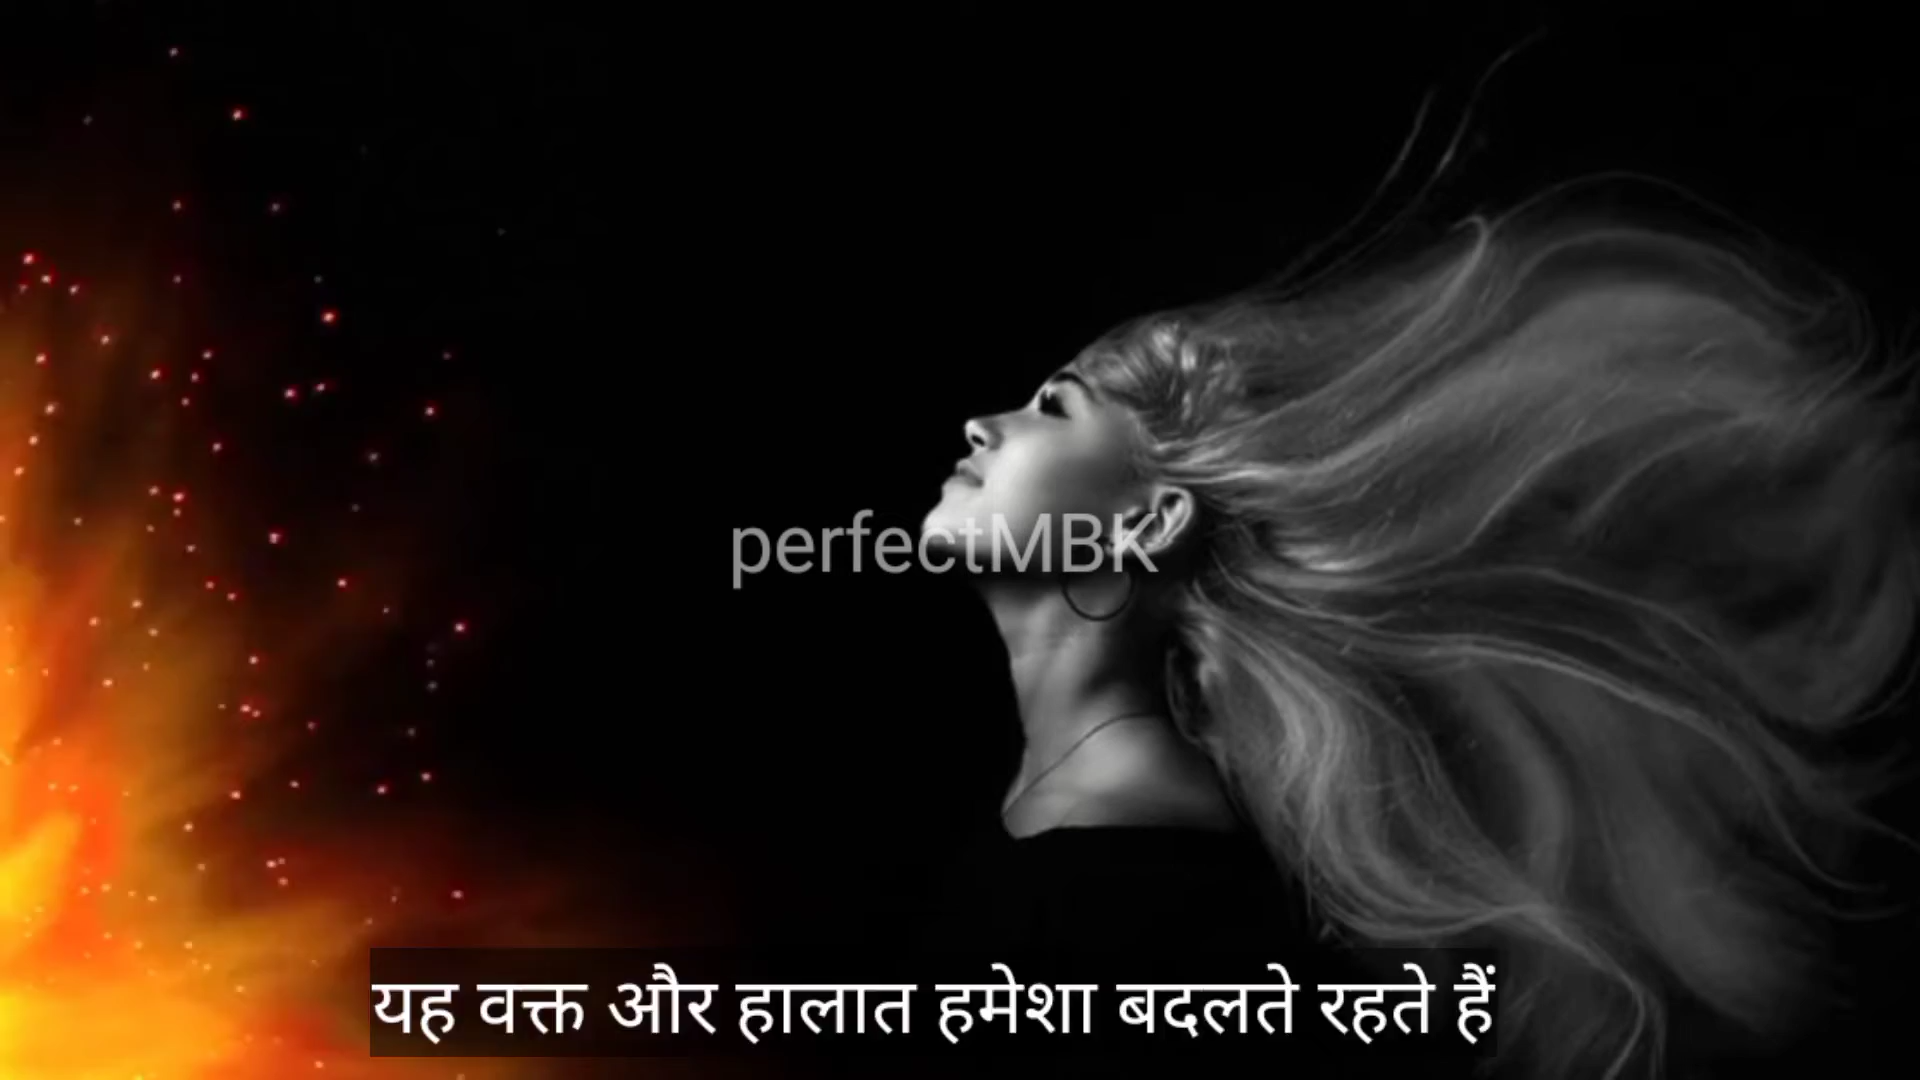 perfectMBK
यह वक्त और हालात हमेशा बदलते रहते हैं